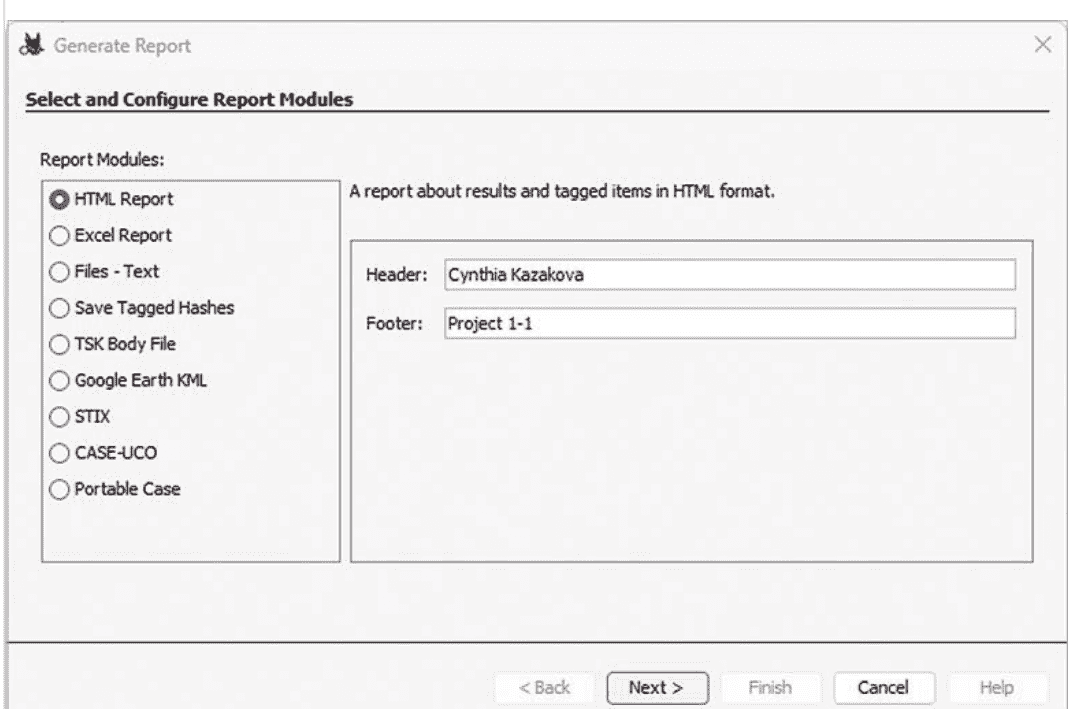 Generate Report
Select and Configure Report Modules
Report Modules:
HTML Report
Excel Report
Files - Text
Save Tagged Hashes
TSK Body File
Google Earth KML
STIX
CASE-UCO
Portable Case
A report about results and tagged items in HTML format.
Header: Cynthia Kazakova
Footer: Project 1-1
< Back Next > Finish Cancel Help